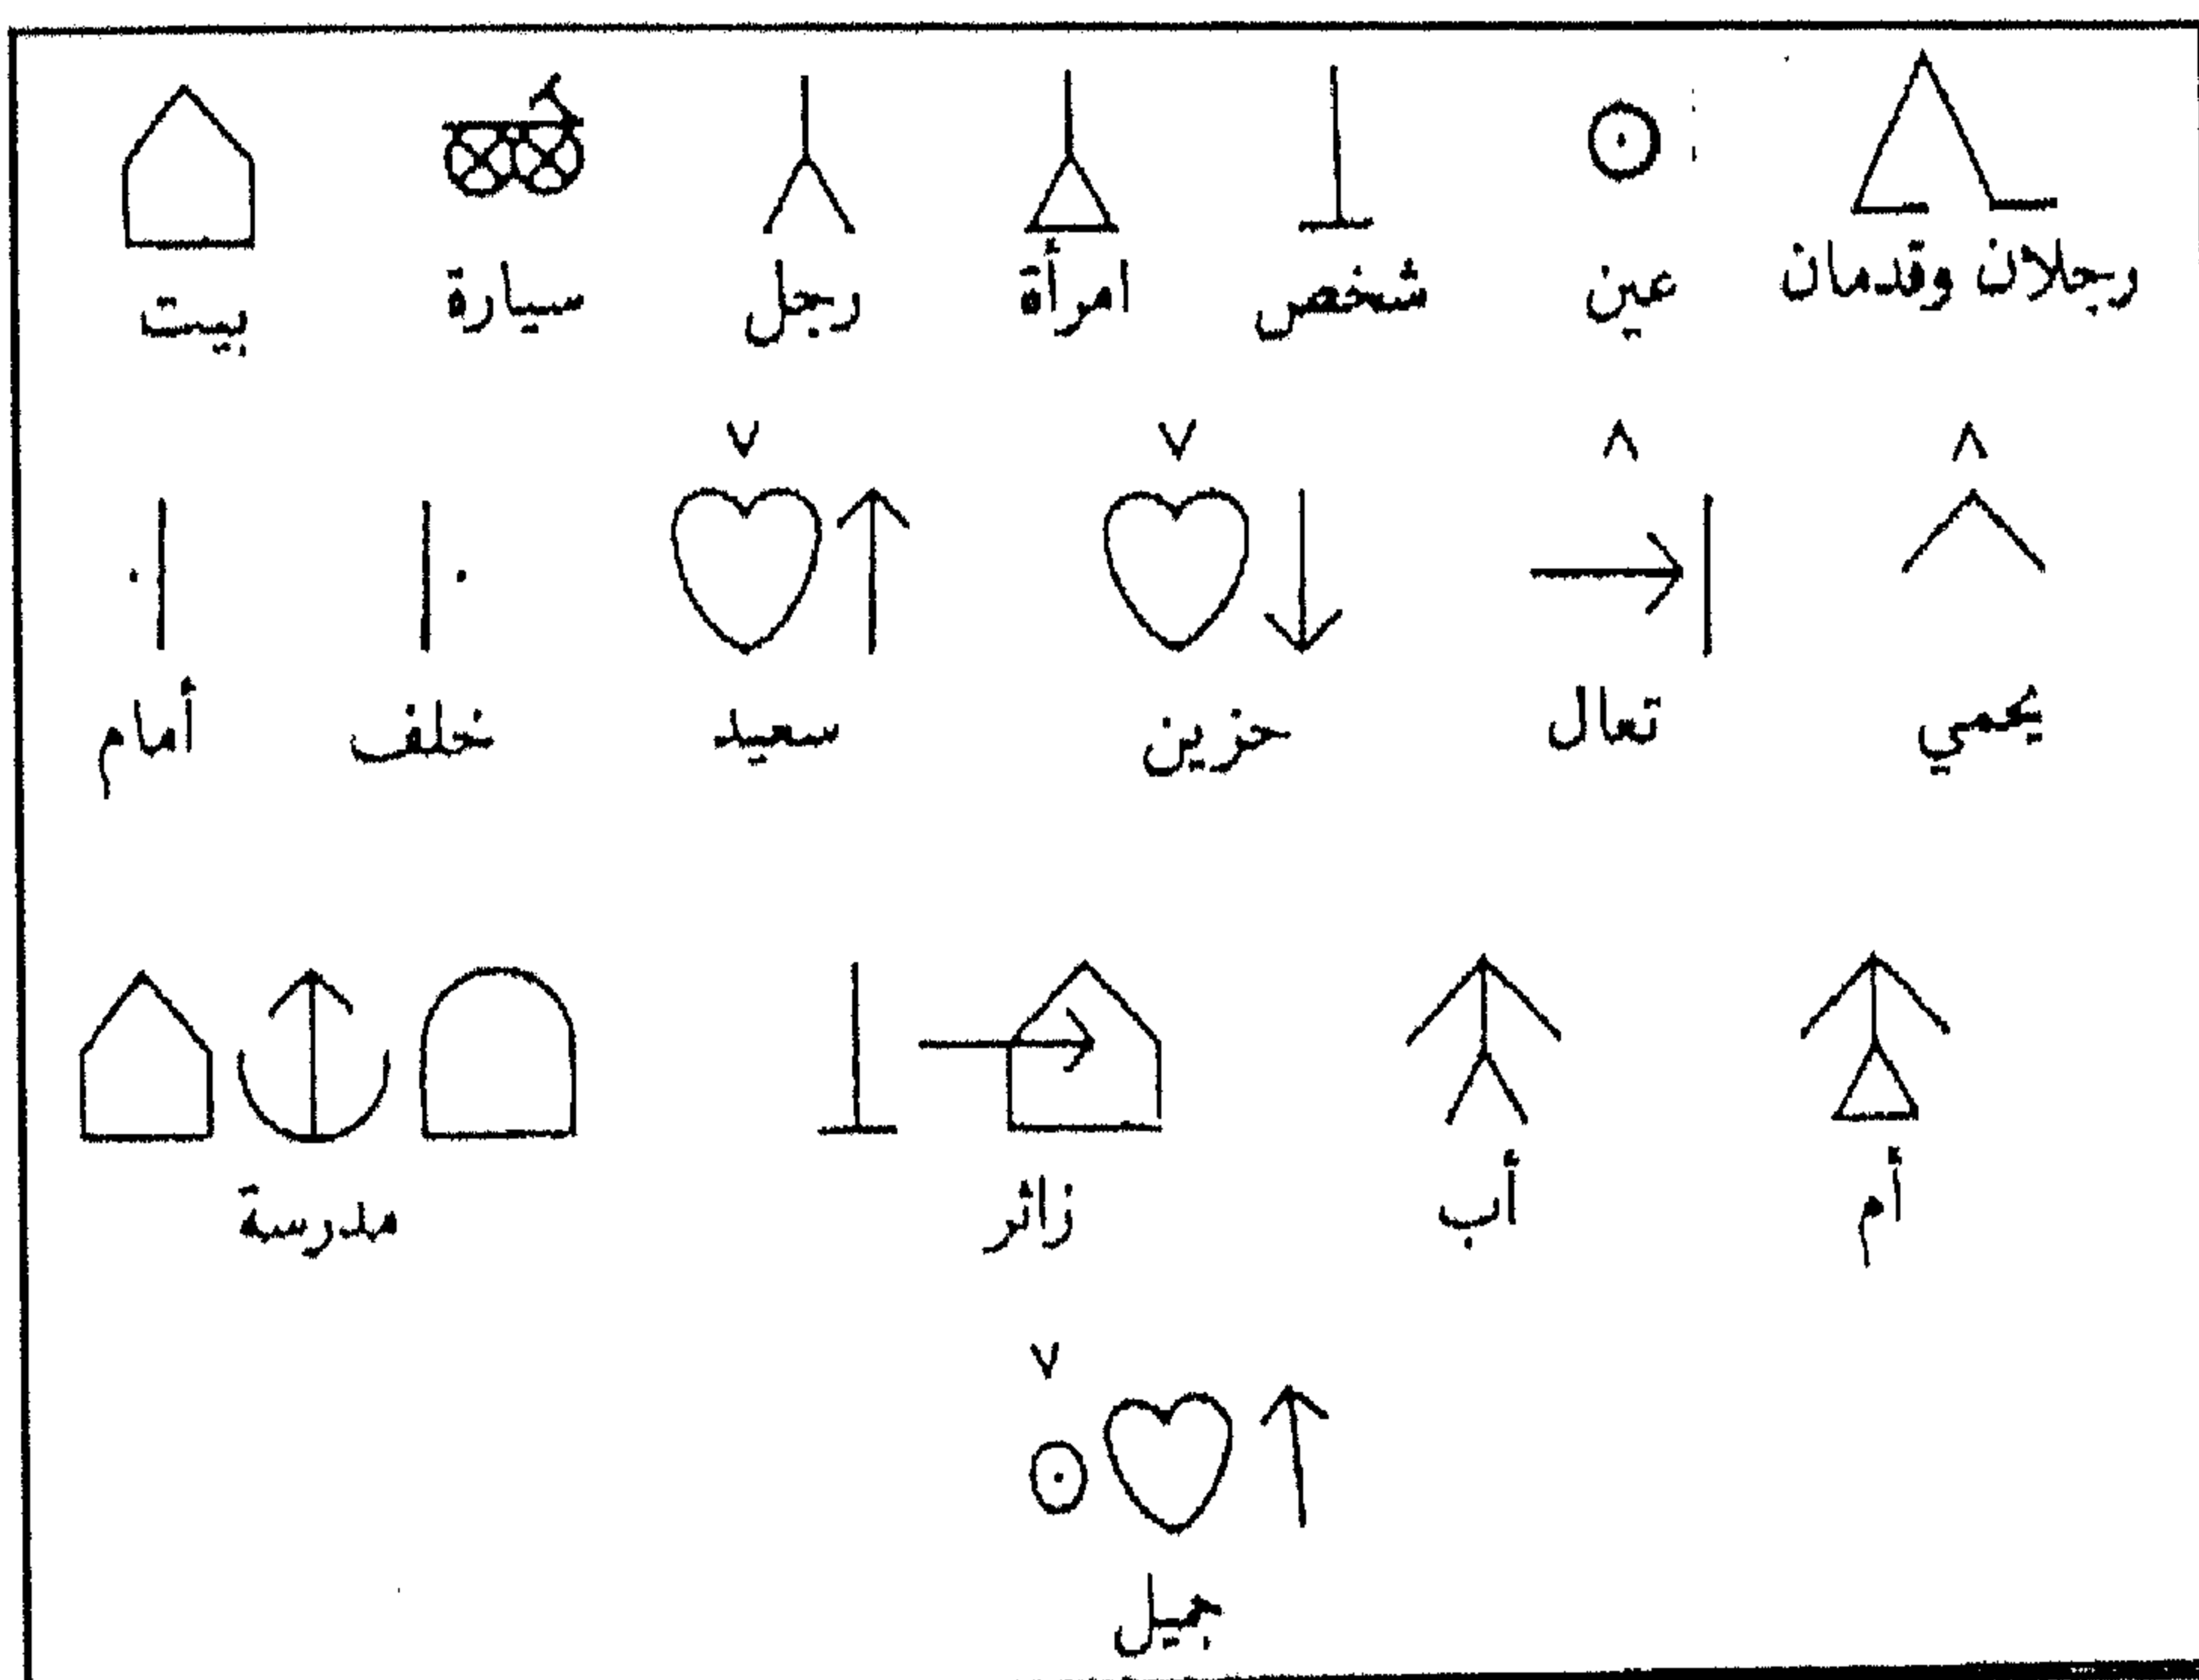 رجلان وقدمان عين شخص امرأة رجل سيارة بيت
يحمي تعال حزين سعيد خلف أمام
أم أب زائر مدرسة
جميل